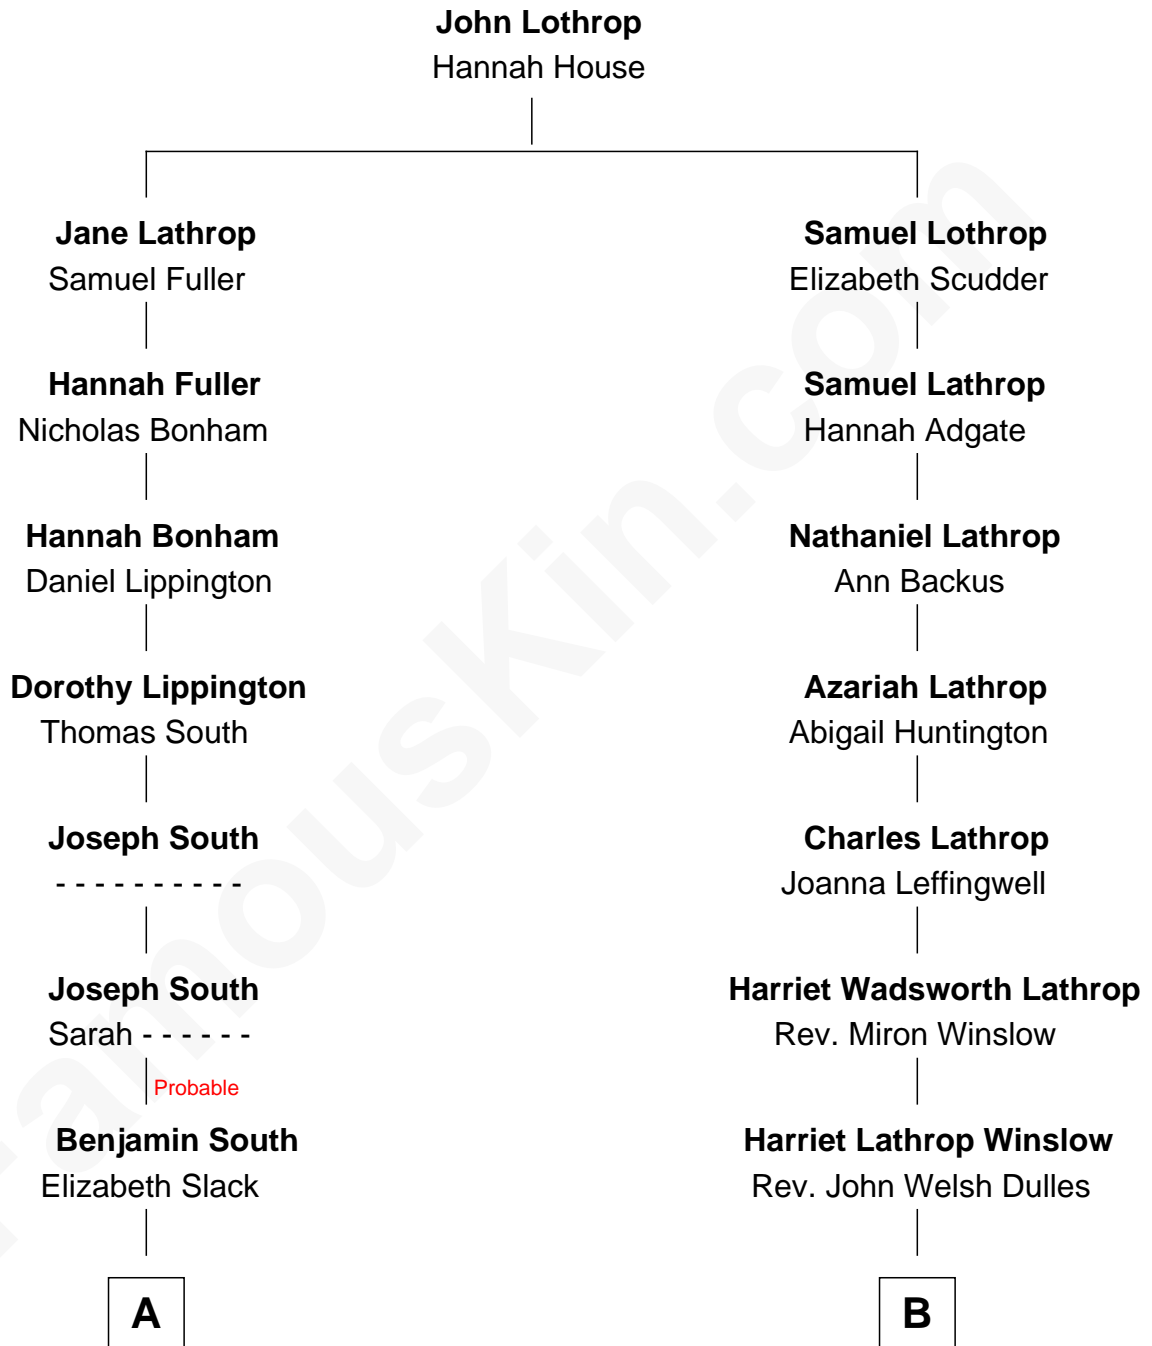 John Lothrop
Hannah House
Jane Lathrop
Samuel Fuller
Samuel Lothrop
Elizabeth Scudder
Hannah Fuller
Nicholas Bonham
Samuel Lathrop
Hannah Adgate
Hannah Bonham
Daniel Lippington
Nathaniel Lathrop
Ann Backus
Dorothy Lippington
Thomas South
Azariah Lathrop
Abigail Huntington
Joseph South
- - - - - - - - - -
Charles Lathrop
Joanna Leffingwell
Joseph South
Sarah - - - - - -
Harriet Wadsworth Lathrop
Rev. Miron Winslow
Probable
Benjamin South
Elizabeth Slack
Harriet Lathrop Winslow
Rev. John Welsh Dulles
A
B
FamousKin.com